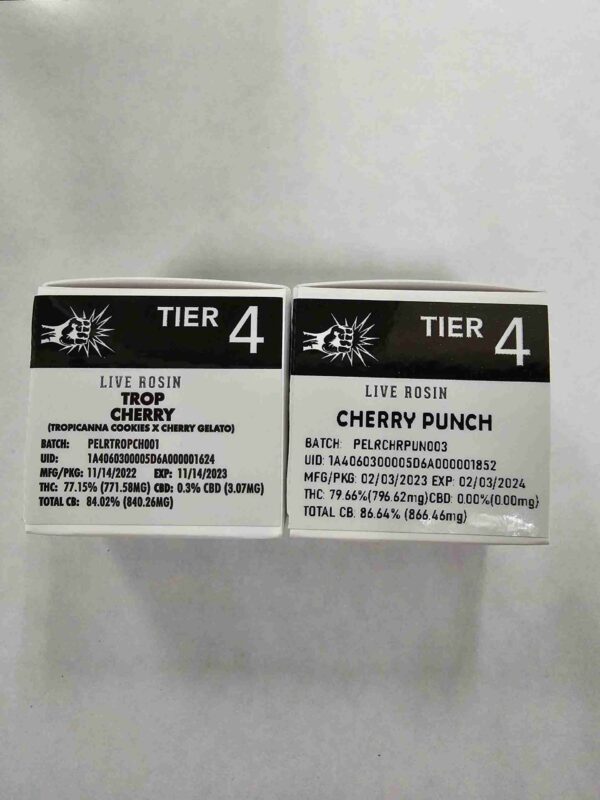 TIER 4
LIVE ROSIN
TROP
CHERRY
(TROPICANNA COOKIES X CHERRY GELATO)
BATCH: PELRTROPCH001
UID: 1A4060300005D6A000001624
MFG/PKG: 11/14/2022 EXP: 11/14/2023
THC: 77.15% (771.58MG) CBD: 0.3% CBD (3.07MG)
TOTAL CB: 84.02% (840.26MG)
TIER 4
LIVE ROSIN
CHERRY PUNCH
BATCH: PELRCHRPUN003
UID: 1A4060300005D6A000001852
MFG/PKG: 02/03/2023 EXP: 02/03/2024
THC: 79.66%(796.62mg)CBD: 0.00%(0.00mg)
TOTAL CB: 86.64% (866.46mg)